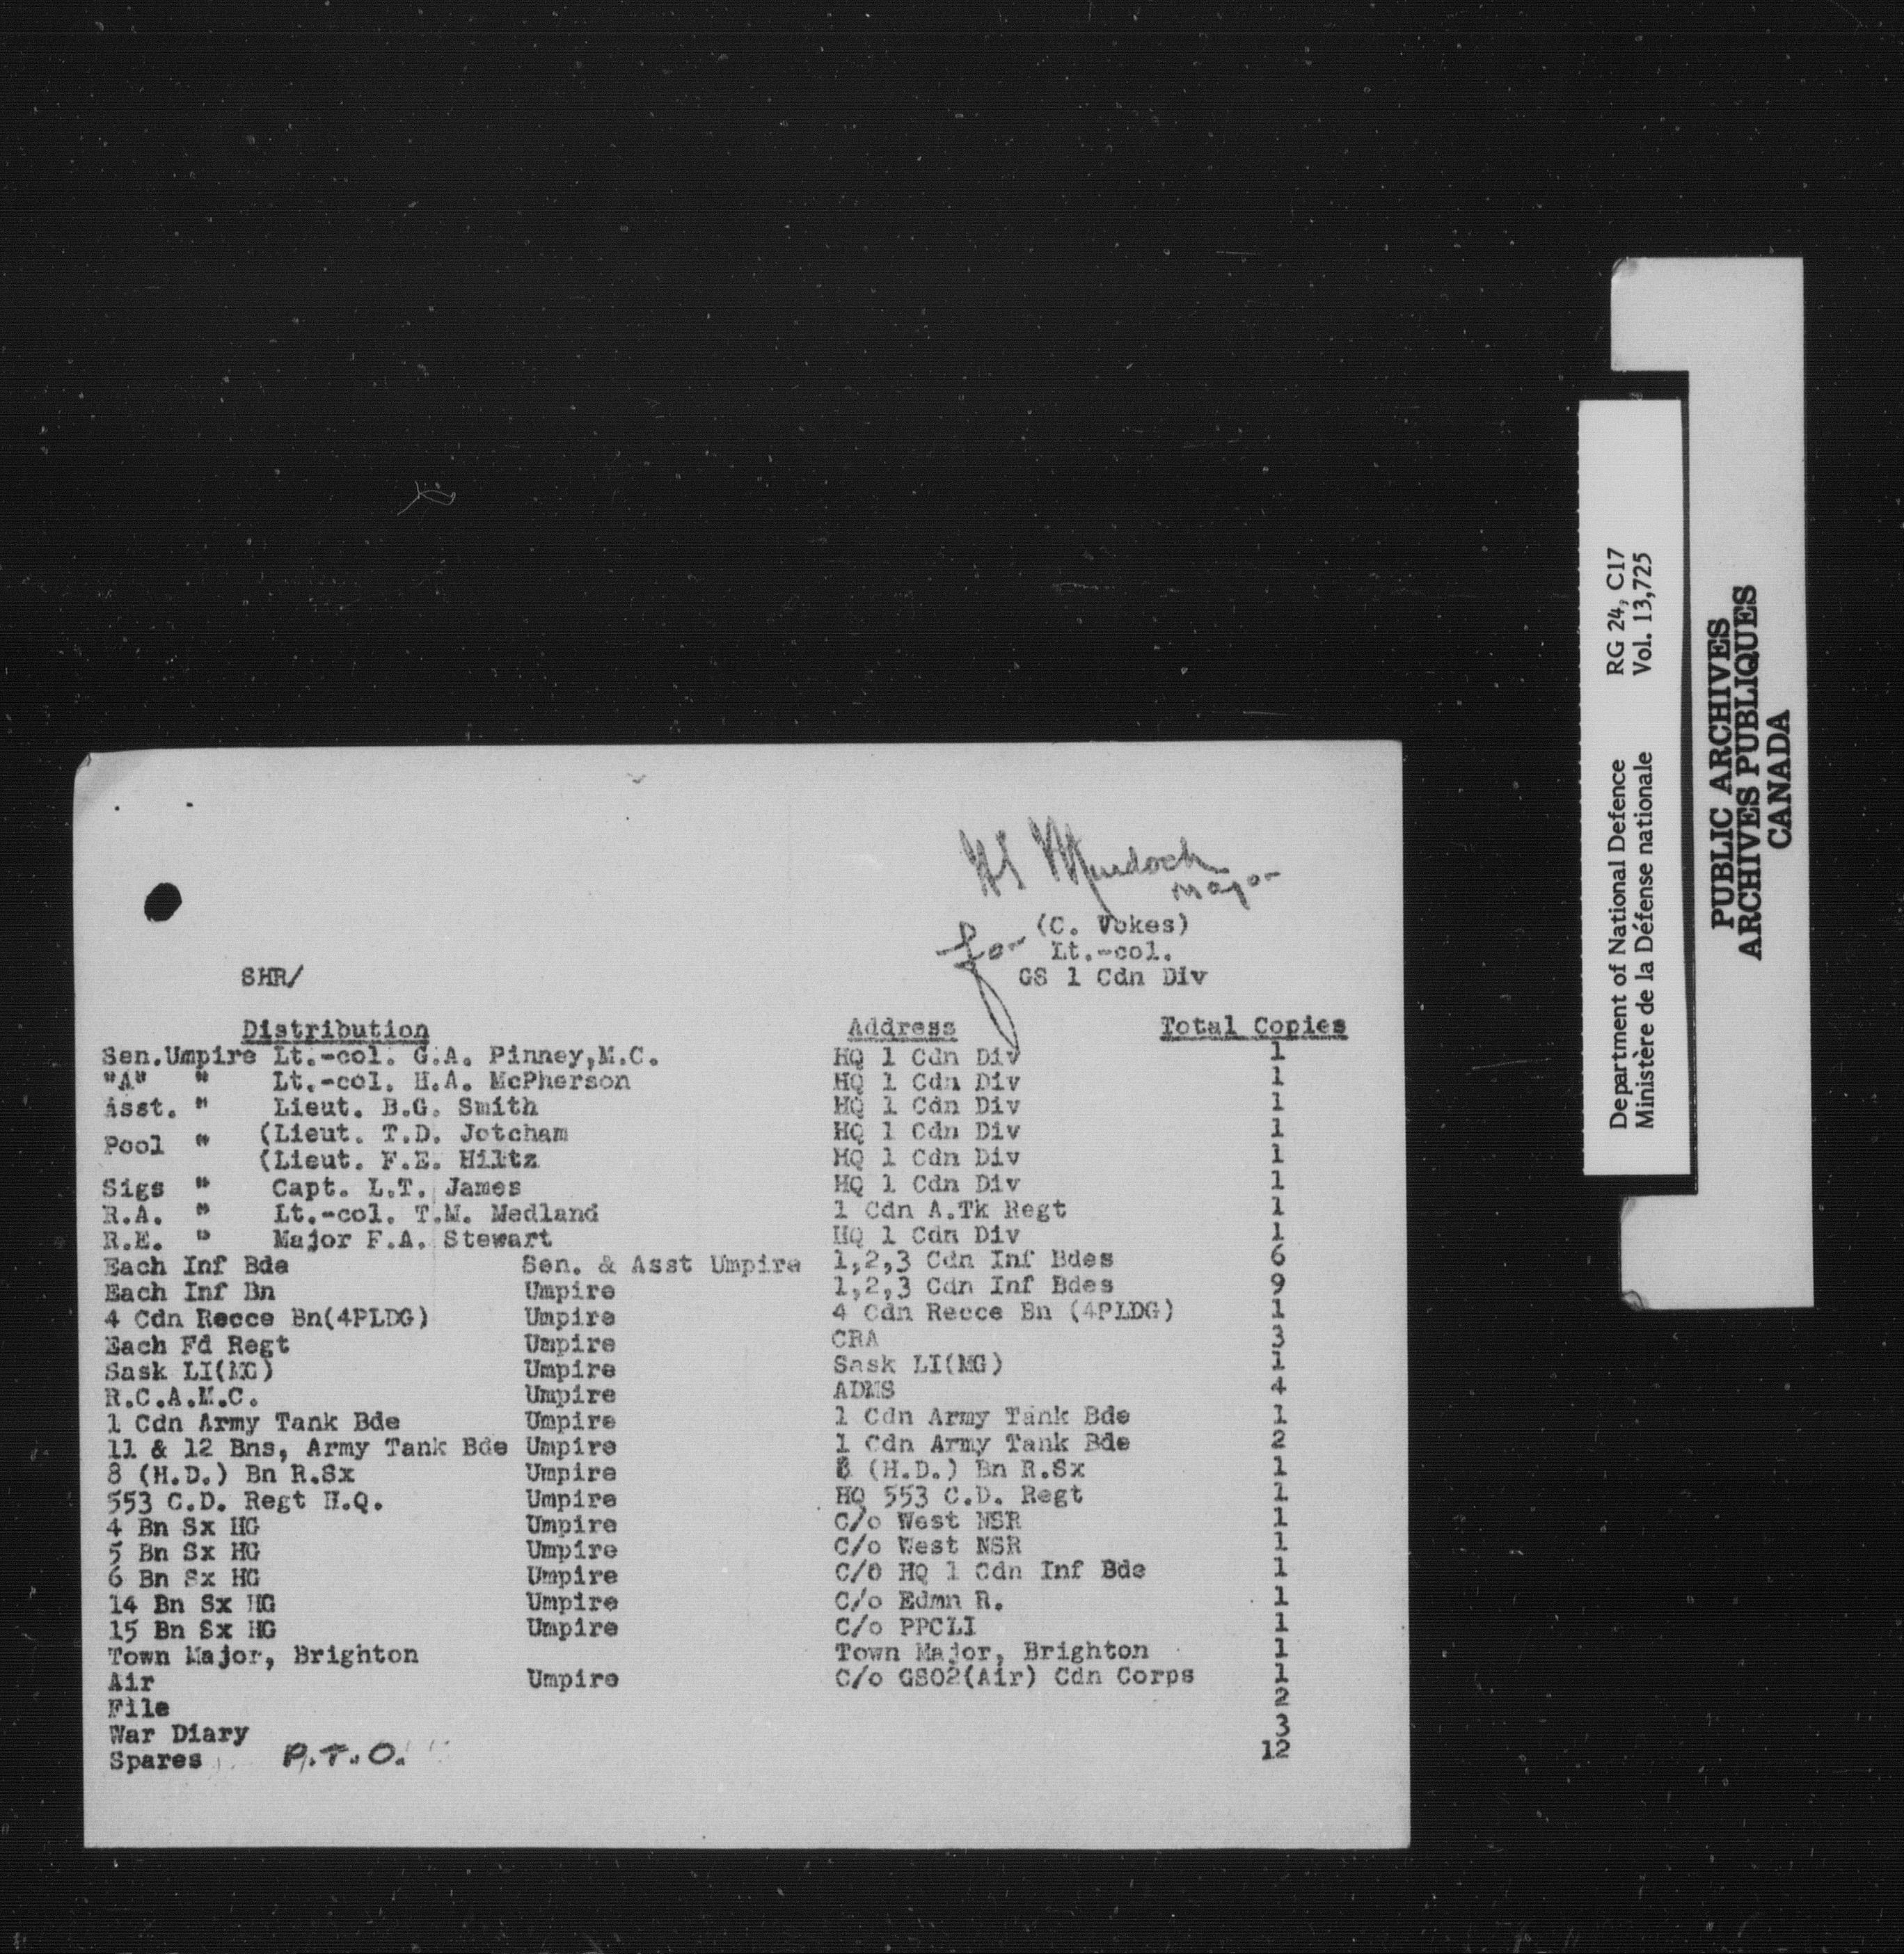 HS Murdoch
Major
for (C. Vokes)
Lt.-col.
SHR/ GS 1 Cdn Div
Distribution Address Total Copies
Sen.Umpire Lt.-col. G.A. Pinney,M.C. HQ 1 Cdn Div 1
"A" " Lt.-col. H.A. McPherson HQ 1 Cdn Div 1
Asst. " Lieut. B.G. Smith HQ 1 Cdn Div 1
Pool " (Lieut. T.D. Jotcham HQ 1 Cdn Div 1
(Lieut. F.E. Hiltz HQ 1 Cdn Div 1
Sigs " Capt. L.T. James HQ 1 Cdn Div 1
R.A. " Lt.-col. T.M. Medland 1 Cdn A.Tk Regt 1
R.E. " Major F.A. Stewart HQ 1 Cdn Div 1
Each Inf Bde Sen. & Asst Umpire 1,2,3 Cdn Inf Bdes 6
Each Inf Bn Umpire 1,2,3 Cdn Inf Bdes 9
4 Cdn Recce Bn(4PLDG) Umpire 4 Cdn Recce Bn (4PLDG) 1
Each Fd Regt Umpire CRA 3
Sask LI(MG) Umpire Sask LI(MG) 1
R.C.A.M.C. Umpire ADMS 4
1 Cdn Army Tank Bde Umpire 1 Cdn Army Tank Bde 1
11 & 12 Bns, Army Tank Bde Umpire 1 Cdn Army Tank Bde 2
8 (H.D.) Bn R.Sx Umpire 8 (H.D.) Bn R.Sx 1
553 C.D. Regt H.Q. Umpire HQ 553 C.D. Regt 1
4 Bn Sx HG Umpire C/o West NSR 1
5 Bn Sx HG Umpire C/o West NSR 1
6 Bn Sx HG Umpire C/o HQ 1 Cdn Inf Bde 1
14 Bn Sx HG Umpire C/o Edmn R. 1
15 Bn Sx HG Umpire C/o PPCLI 1
Town Major, Brighton Town Major, Brighton 1
Air Umpire C/o GSO2(Air) Cdn Corps 1
File 2
War Diary 3
Spares P.T.O. 12
Department of National Defence RG 24, C17
Ministère de la Défense nationale Vol. 13,725
PUBLIC ARCHIVES
ARCHIVES PUBLIQUES
CANADA